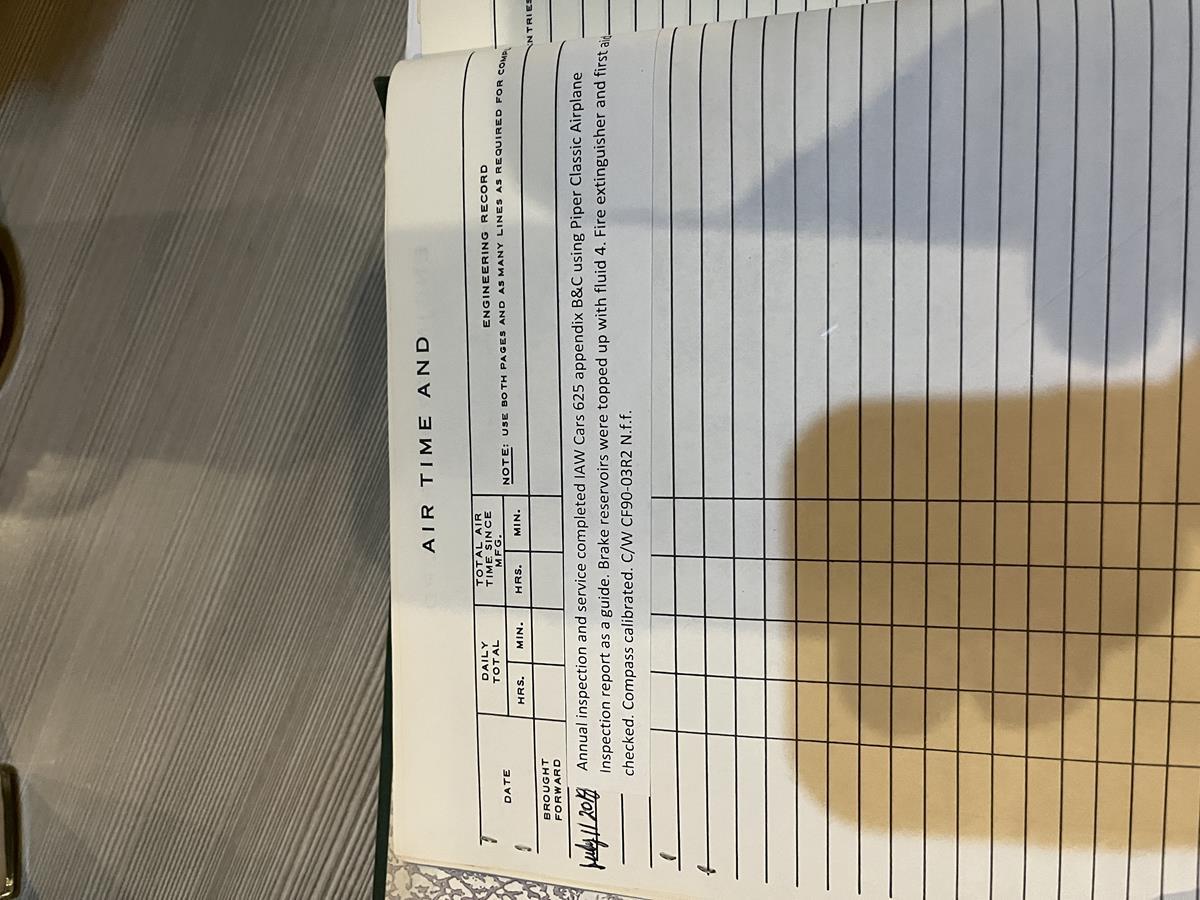 AIR TIME AND
DATE
DAILY
TOTAL
HRS.
MIN.
TOTAL AIR
TIME SINCE
MFG.
HRS.
MIN.
ENGINEERING RECORD
NOTE: USE BOTH PAGES AND AS MANY LINES AS REQUIRED FOR
BROUGHT
FORWARD
July 11
Annual inspection and service completed IAW Cars 625 appendix B&C using Piper Classic Airplane
Inspection report as a guide. Brake reservoirs were topped up with fluid 4. Fire extinguisher and first aid
checked. Compass calibrated. C/W CF90-03R2 N.f.f.